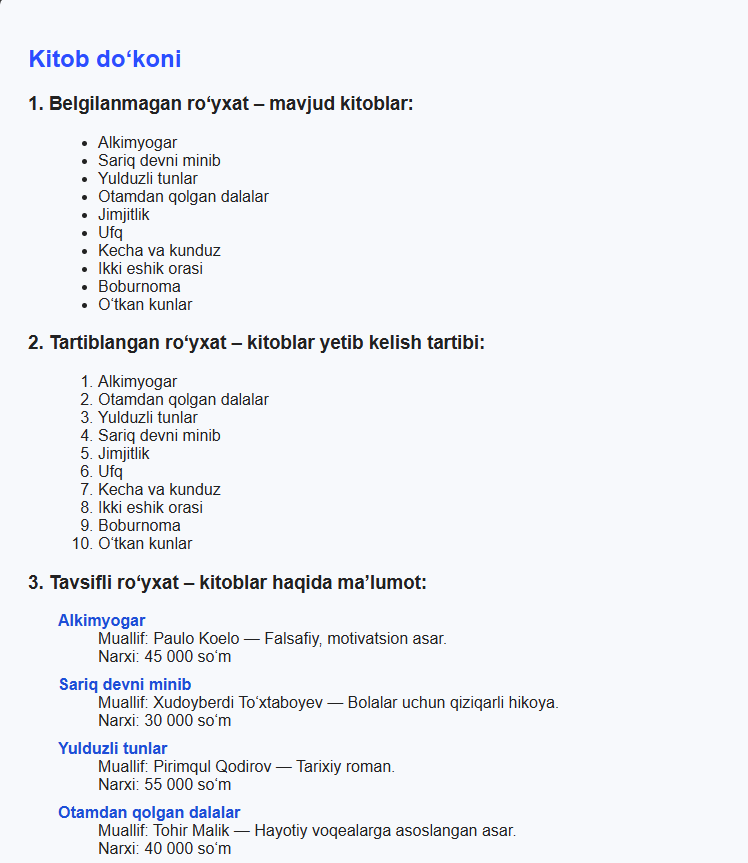 Kitob do‘koni
1. Belgilanmagan ro‘yxat – mavjud kitoblar:
• Alkimyogar
• Sariq devni minib
• Yulduzli tunlar
• Otamdan qolgan dalalar
• Jimjitlik
• Ufq
• Kecha va kunduz
• Ikki eshik orasi
• Boburnoma
• O‘tkan kunlar
2. Tartiblangan ro‘yxat – kitoblar yetib kelish tartibi:
1. Alkimyogar
2. Otamdan qolgan dalalar
3. Yulduzli tunlar
4. Sariq devni minib
5. Jimjitlik
6. Ufq
7. Kecha va kunduz
8. Ikki eshik orasi
9. Boburnoma
10. O‘tkan kunlar
3. Tavsifli ro‘yxat – kitoblar haqida ma’lumot:
Alkimyogar
Muallif: Paulo Koelo — Falsafiy, motivatsion asar.
Narxi: 45 000 so‘m
Sariq devni minib
Muallif: Xudoyberdi To‘xtaboyev — Bolalar uchun qiziqarli hikoya.
Narxi: 30 000 so‘m
Yulduzli tunlar
Muallif: Pirimqul Qodirov — Tarixiy roman.
Narxi: 55 000 so‘m
Otamdan qolgan dalalar
Muallif: Tohir Malik — Hayotiy voqealarga asoslangan asar.
Narxi: 40 000 so‘m